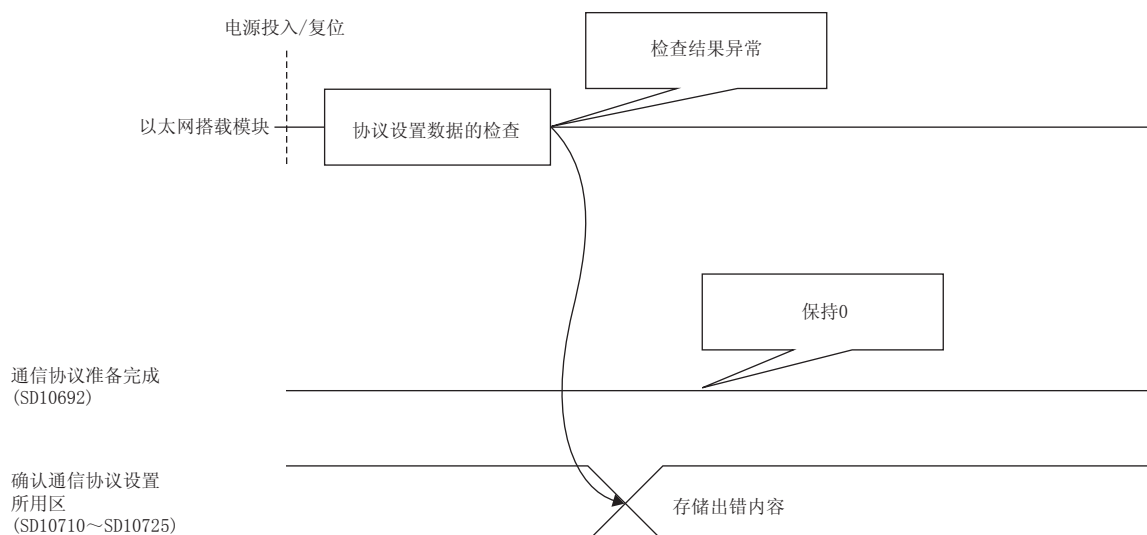 电源投入/复位
检查结果异常
以太网搭载模块
协议设置数据的检查
保持0
通信协议准备完成
(SD10692)
确认通信协议设置
所用区
(SD10710～SD10725)
存储出错内容